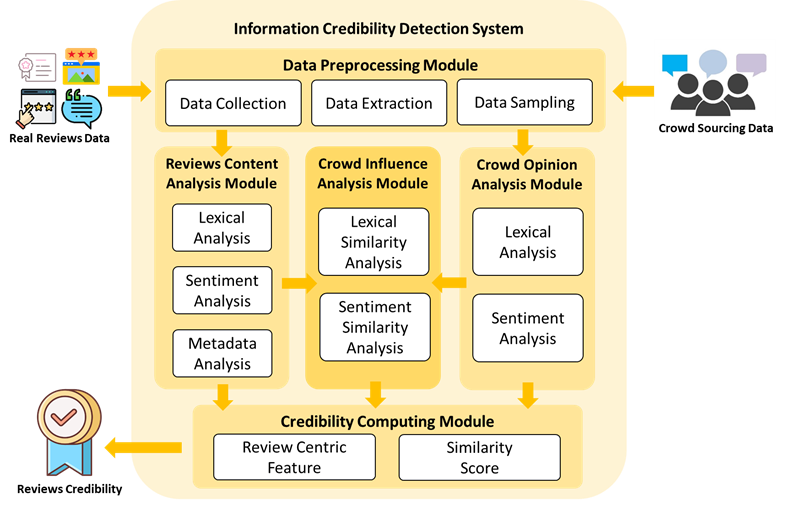 Information Credibility Detection System
Data Preprocessing Module
Data Collection
Data Extraction
Data Sampling
Real Reviews Data
Crowd Sourcing Data
Reviews Content
Analysis Module
Lexical
Analysis
Sentiment
Analysis
Metadata
Analysis
Crowd Influence
Analysis Module
Lexical
Similarity
Analysis
Sentiment
Similarity
Analysis
Crowd Opinion
Analysis Module
Lexical
Analysis
Sentiment
Analysis
Credibility Computing Module
Review Centric
Feature
Similarity
Score
Reviews Credibility